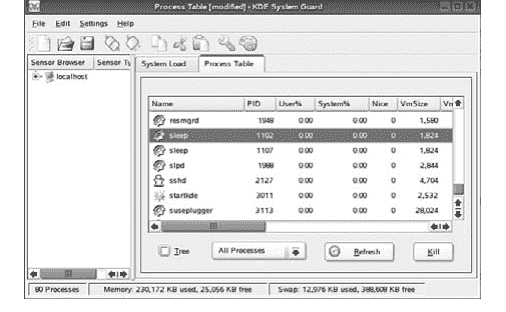 Process Table [modified] - KDE System Guard
File Edit Settings Help
Sensor Browser Sensor Ty
System Load Process Table
localhost
Name PID User% System% Nice VmSize Vm
resmgrd 1948 0.00 0.00 0 1,580
sleep 1102 0.00 0.00 0 1,824
sleep 1107 0.00 0.00 0 1,824
slpd 1988 0.00 0.00 0 2,844
sshd 2127 0.00 0.00 0 4,704
startkde 3011 0.00 0.00 0 2,532
suseplugger 3113 0.00 0.00 0 28,024
Tree All Processes Refresh Kill
80 Processes Memory: 230,172 KB used, 25,056 KB free Swap: 12,976 KB used, 388,608 KB free